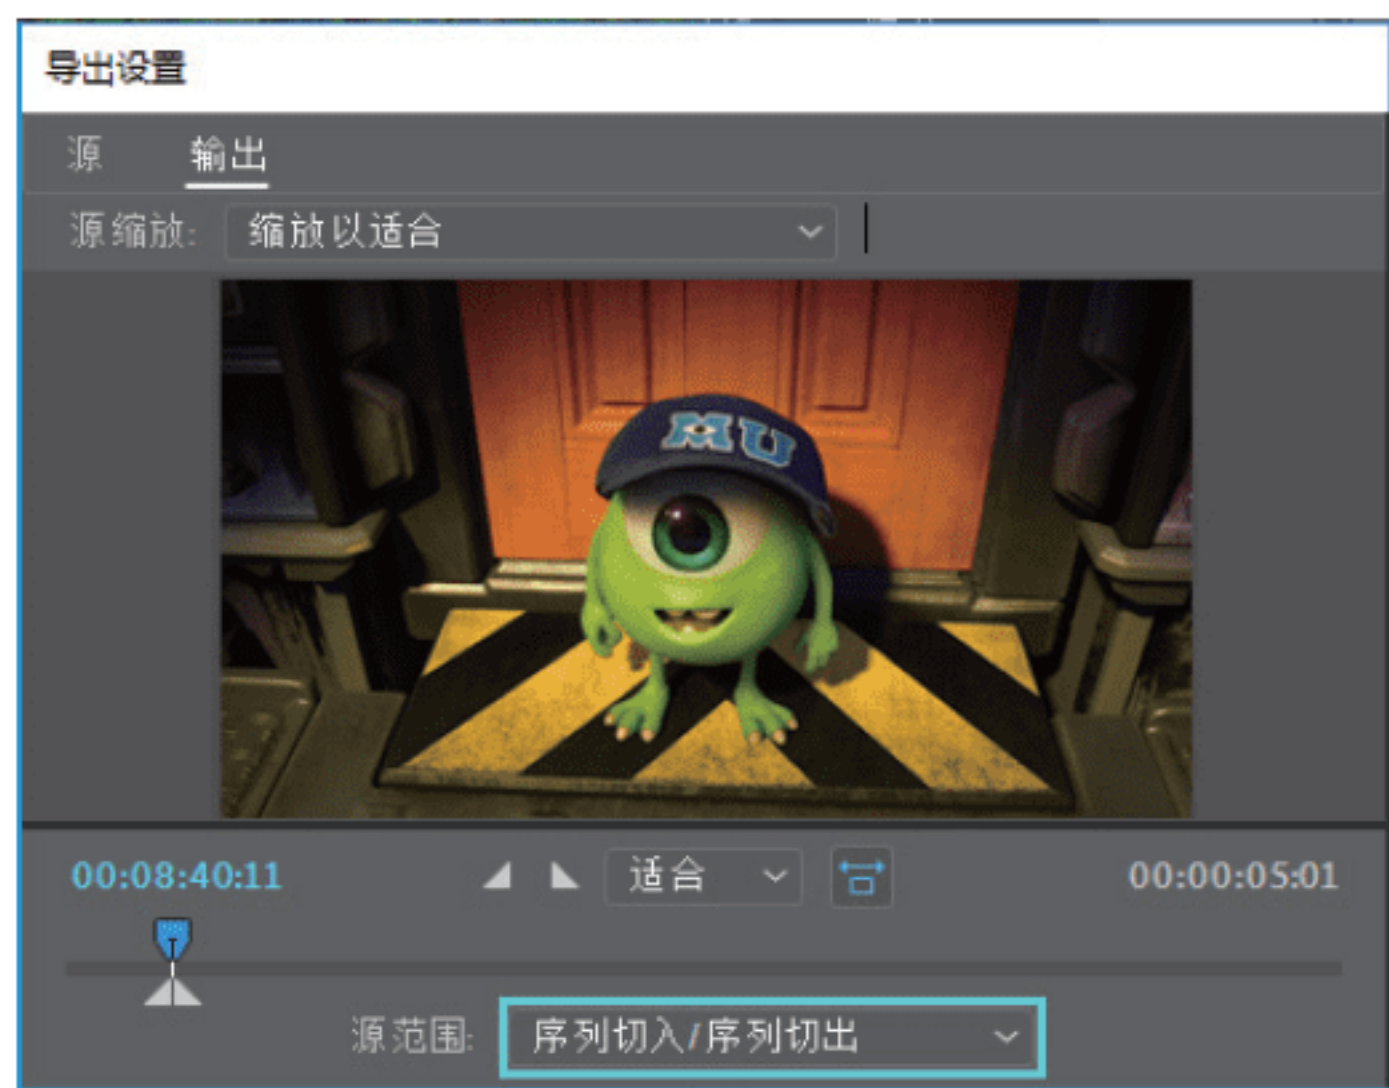 导出设置
源 输出
源缩放: 缩放以适合
MU
00:08:40:11 适合 00:00:05:01
源范围: 序列切入/序列切出